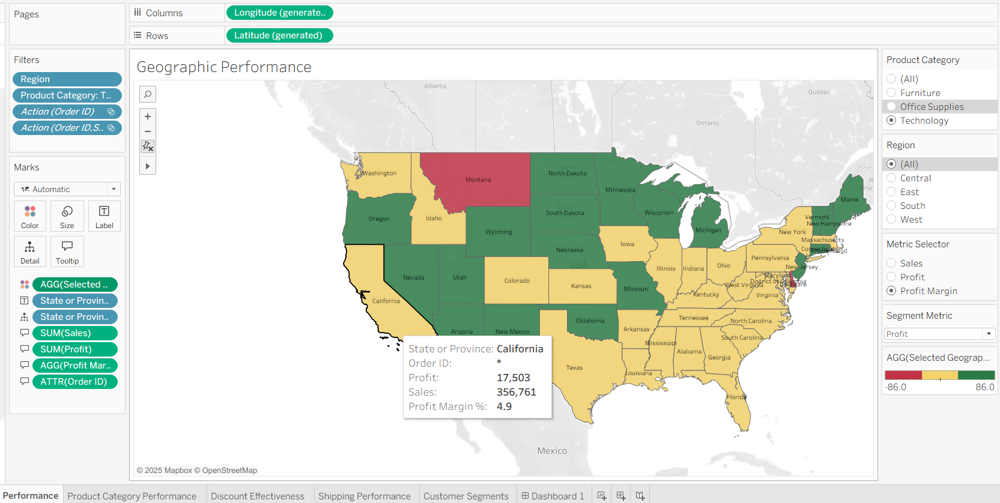 Pages
Columns
Longitude (generate..
Rows
Latitude (generated)
Filters
Region
Product Category: T..
Action (Order ID)
Action (Order ID,S..
Marks
Automatic
Color
Size
Label
Detail
Tooltip
AGG(Selected ..
State or Provin..
State or Provin..
SUM(Sales)
SUM(Profit)
AGG(Profit Mar..
ATTR(Order ID)
Geographic Performance
Alberta
Quebec
Ontario
Washington
Montana
North Dakota
Minnesota
Maine
Oregon
Idaho
South Dakota
Wisconsin
Vermont
New Hampshire
Wyoming
Michigan
New York
Massachusetts
Iowa
Nebraska
Connecticut
Rhode Island
USA
Pennsylvania
New Jersey
Illinois
Indiana
Ohio
Maryland
District of Columbia
Delaware
Nevada
Utah
Colorado
Kansas
Missouri
West Virginia
Virginia
Kentucky
California
Tennessee
North Carolina
Oklahoma
Arkansas
Arizona
New Mexico
South Carolina
Mississippi
Alabama
Georgia
Texas
Louisiana
Florida
Mexico
State or Province: California
Order ID: *
Profit: 17,503
Sales: 356,761
Profit Margin %: 4.9
© 2025 Mapbox © OpenStreetMap
Product Category
(All)
Furniture
Office Supplies
Technology
Region
(All)
Central
East
South
West
Metric Selector
Sales
Profit
Profit Margin
Segment Metric
Profit
AGG(Selected Geograp...
-86.0 86.0
Performance
Product Category Performance
Discount Effectiveness
Shipping Performance
Customer Segments
Dashboard 1